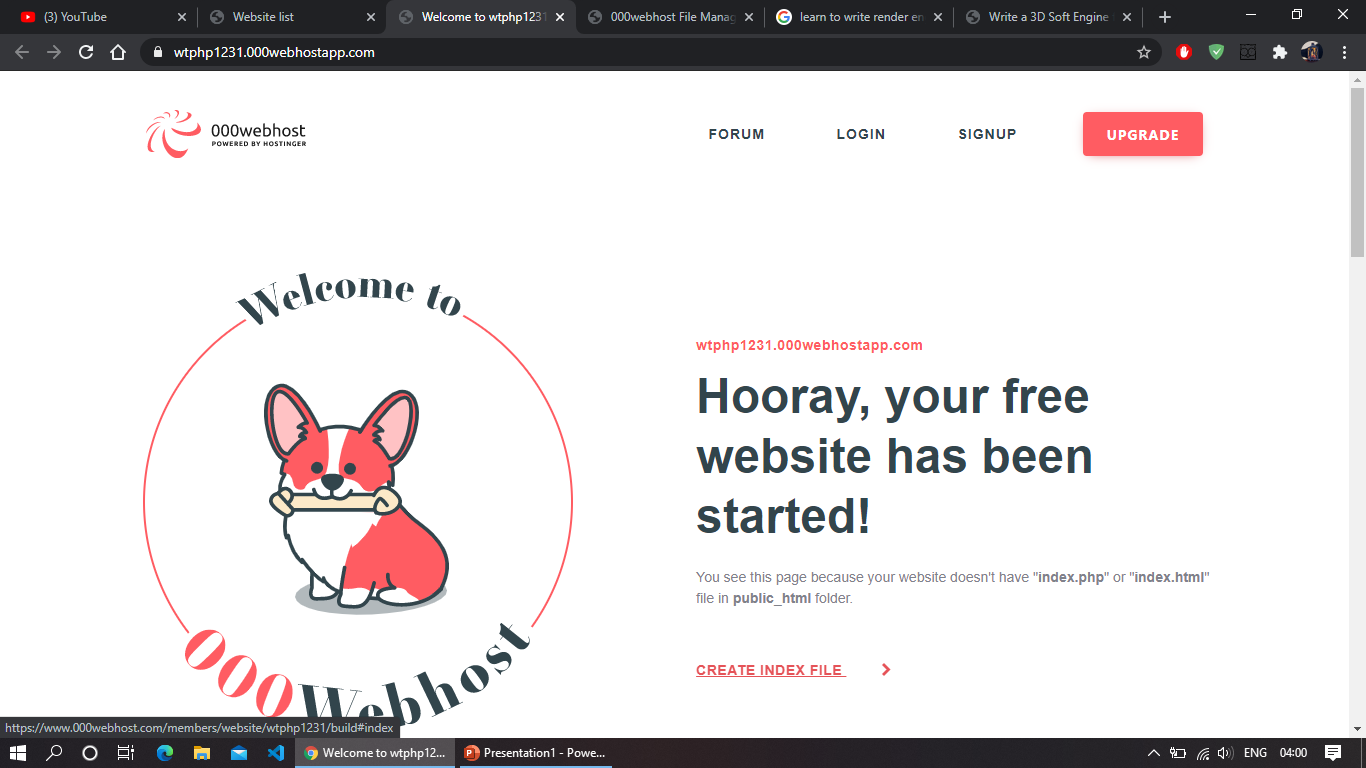 (3) YouTube
Website list
Welcome to wtphp1231
000webhost File Manag
learn to write render en
Write a 3D Soft Engine
wtphp1231.000webhostapp.com
000webhost
POWERED BY HOSTINGER
FORUM
LOGIN
SIGNUP
UPGRADE
Welcome to
000Webhost
wtphp1231.000webhostapp.com
Hooray, your free
website has been
started!
You see this page because your website doesn't have "index.php" or "index.html"
file in public_html folder.
CREATE INDEX FILE
https://www.000webhost.com/members/website/wtphp1231/build#index
Welcome to wtphp12...
Presentation1 - Powe...
ENG
04:00